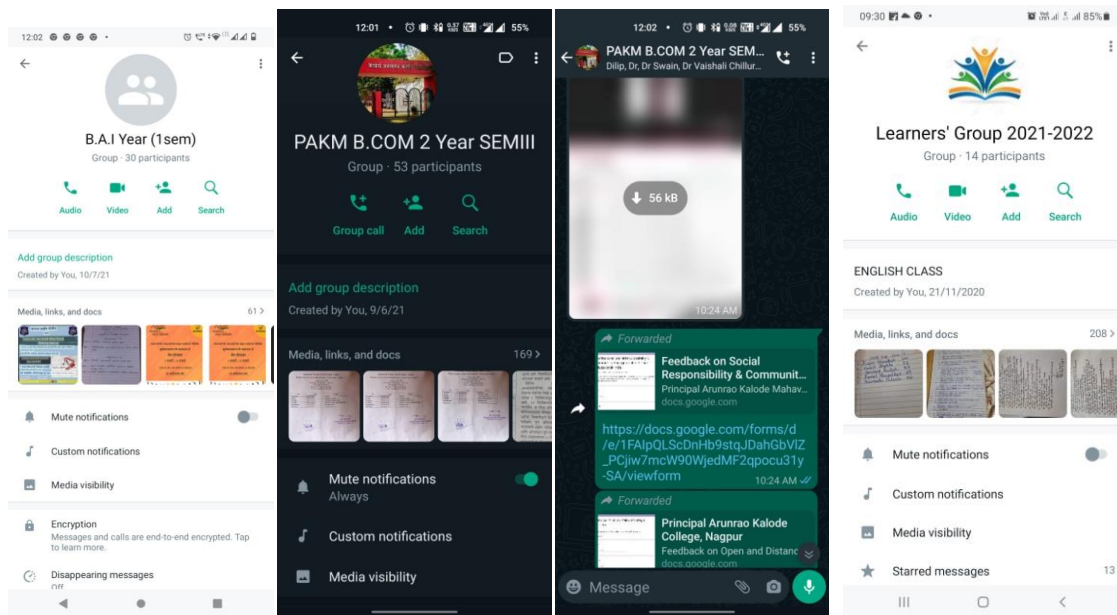 12:02
B.A.I Year (1sem)
Group · 30 participants
Audio Video Add Search
Add group description
Created by You, 10/7/21
Media, links, and docs 61 >
Mute notifications
Custom notifications
Media visibility
Encryption
Messages and calls are end-to-end encrypted. Tap
to learn more.
Disappearing messages
Off
12:01 55%
PAKM B.COM 2 Year SEMIII
Group · 53 participants
Group call Add Search
Add group description
Created by You, 9/6/21
Media, links, and docs 169 >
Mute notifications
Always
Custom notifications
Media visibility
12:02 55%
PAKM B.COM 2 Year SEM...
Dilip, Dr, Dr Swain, Dr Vaishali Chillur...
56 kB
10:24 AM
Forwarded
Feedback on Social
Responsibility & Communit...
Principal Arunrao Kalode Mahav...
docs.google.com
https://docs.google.com/forms/d
/e/1FAIpQLScDnHb9stqJDahGbVIZ
_PCjiw7mcW90WjedMF2qpocu31y
-SA/viewform
10:24 AM
Forwarded
Principal Arunrao Kalode
College, Nagpur
Feedback on Open and Distanc
docs.google.com
Message
09:30 85%
Learners' Group 2021-2022
Group · 14 participants
Audio Video Add Search
ENGLISH CLASS
Created by You, 21/11/2020
Media, links, and docs 208 >
Mute notifications
Custom notifications
Media visibility
Starred messages 13